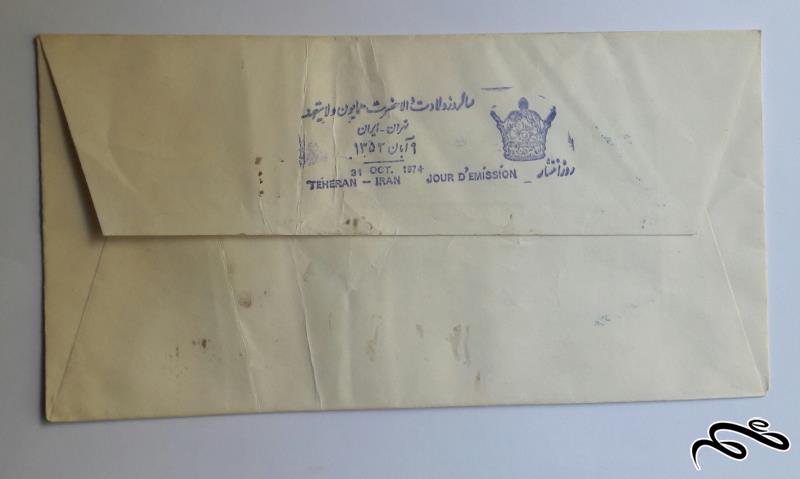 سالروز ولادت والاحضرت همایون ولایتعهد
تهران - ایران
۹ آبان ۱۳۵۳
31 OCT. 1974
TEHERAN - IRAN JOUR D'EMISSION _ روز انتشار